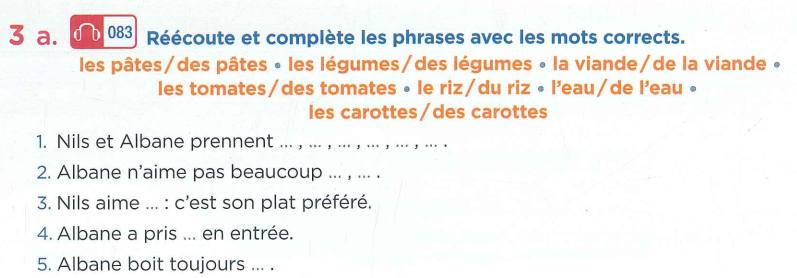 3 a. 083 Réécoute et complète les phrases avec les mots corrects.
les pâtes/des pâtes • les légumes/des légumes • la viande/de la viande •
les tomates/des tomates • le riz/du riz • l'eau/de l'eau •
les carottes/des carottes
1. Nils et Albane prennent ... , ... , ... , ... , ... , ... .
2. Albane n'aime pas beaucoup ... , ... .
3. Nils aime ... : c'est son plat préféré.
4. Albane a pris ... en entrée.
5. Albane boit toujours ... .